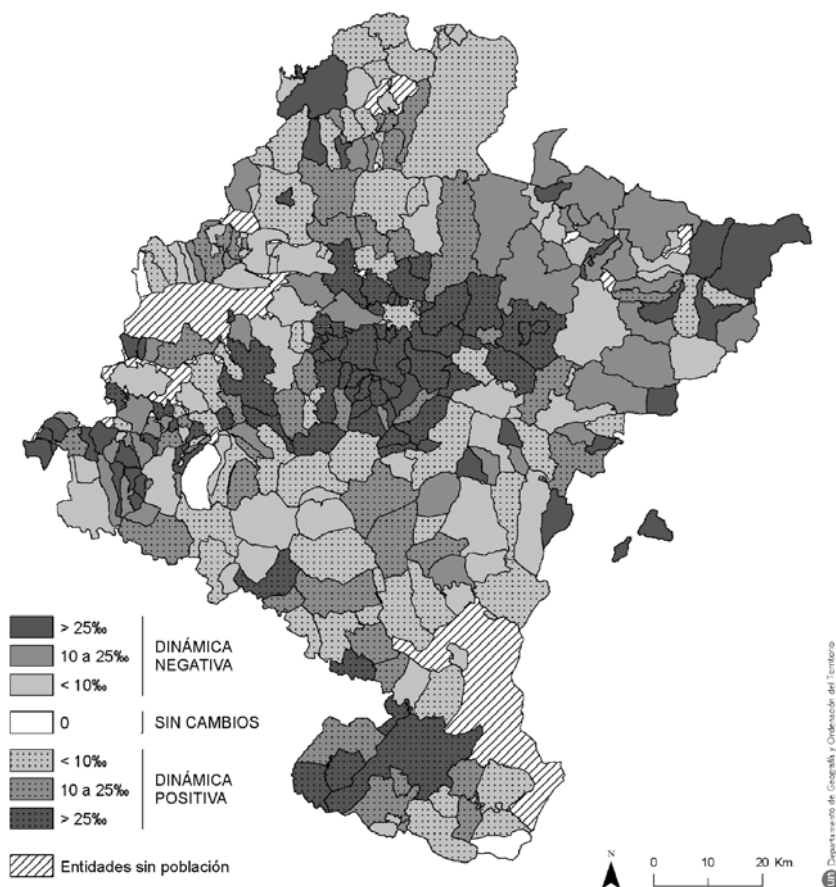 > 25‰
10 a 25‰
< 10‰
DINÁMICA
NEGATIVA
0
SIN CAMBIOS
< 10‰
10 a 25‰
> 25‰
DINÁMICA
POSITIVA
Entidades sin población
N
0 10 20 Km.
Departamento de Geografía y Ordenación del Territorio